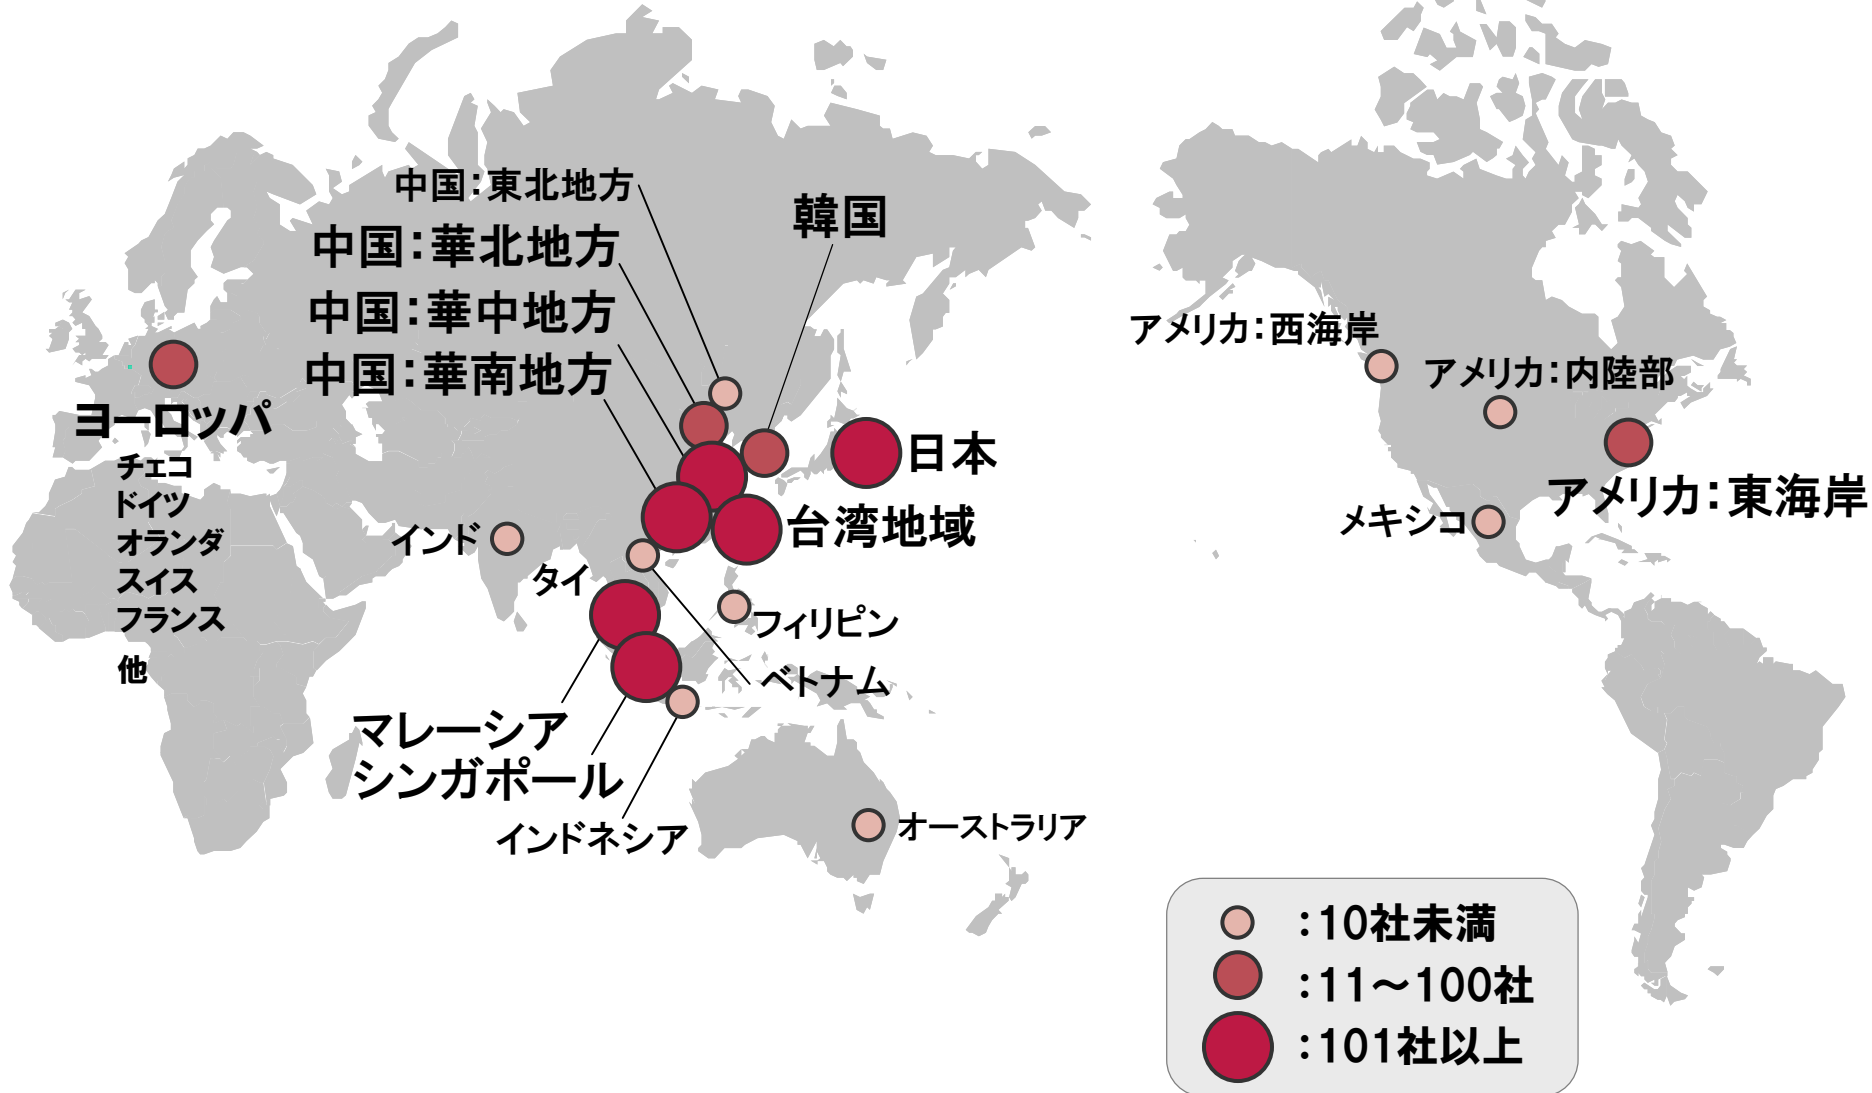 中国：東北地方
韓国
中国：華北地方
中国：華中地方
中国：華南地方
ヨーロッパ
チェコ
ドイツ
オランダ
スイス
フランス
他
日本
台湾地域
インド
タイ
フィリピン
ベトナム
マレーシア
シンガポール
インドネシア
オーストラリア
アメリカ：西海岸
アメリカ：内陸部
アメリカ：東海岸
メキシコ
：10社未満
：11～100社
：101社以上